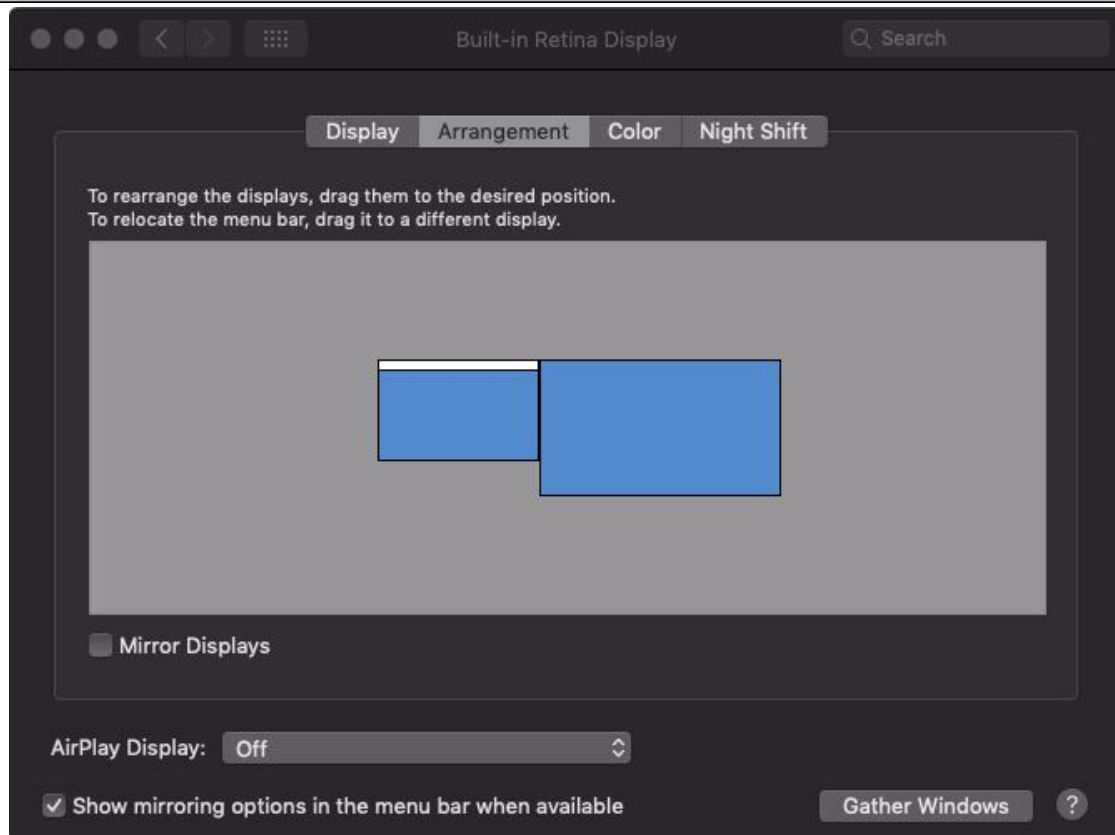 Built-in Retina Display
Search
Display Arrangement Color Night Shift
To rearrange the displays, drag them to the desired position.
To relocate the menu bar, drag it to a different display.
Mirror Displays
AirPlay Display: Off
Show mirroring options in the menu bar when available
Gather Windows
?